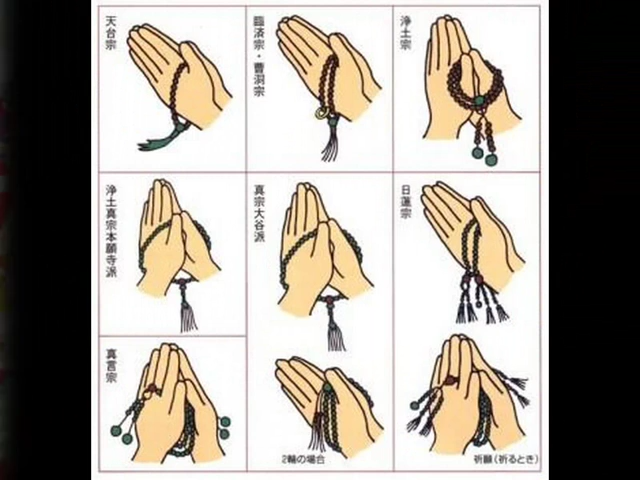 天台宗
臨済宗・曹洞宗
浄土宗
浄土真宗本願寺派
真宗大谷派
日蓮宗
真言宗
2輪の場合
祈願(祈るとき)